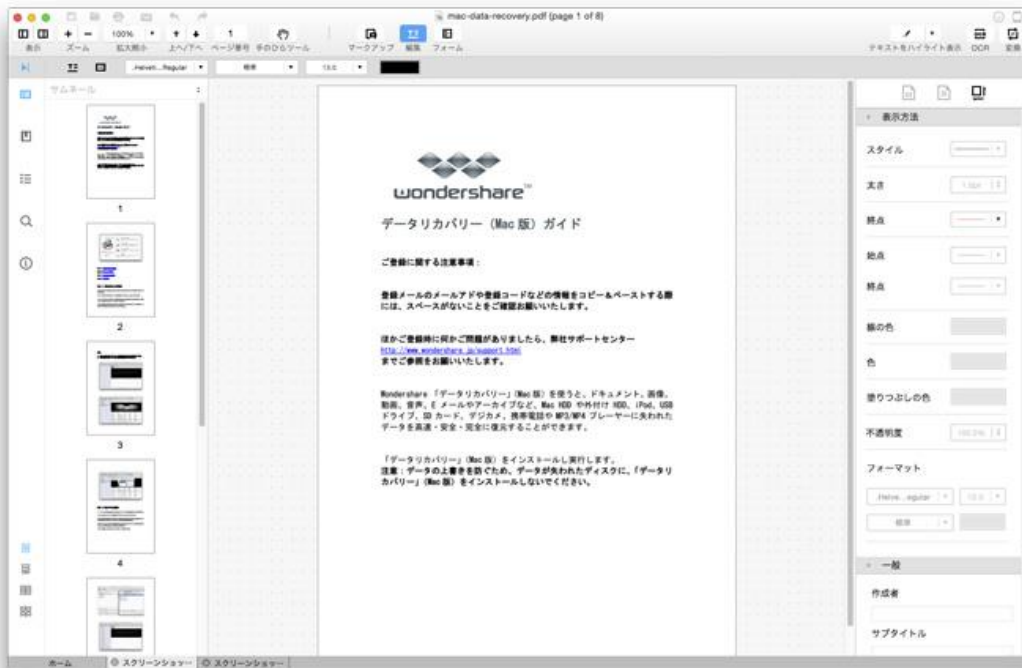 mac-data-recovery.pdf (page 1 of 8)
100%
1
表示
ズーム
拡大縮小
上へ/下へ
ページ番号
手のひらツール
マークアップ
編集
フォーム
テキストをハイライト表示
OCR
変換
.Helveti...Regular
標準
サムネール
1
2
3
4
wondershare™
データリカバリー（Mac 版）ガイド
ご登録に関する注意事項：
登録メールのメールアドや登録コードなどの情報をコピー&ペーストする際
には、スペースがないことをご確認お願いいたします。
ほかご登録時に何かご問題がありましたら、弊社サポートセンター
http://www.wondershare.jp/support.html
までご参照をお願いいたします。
Wondershare 「データリカバリー」(Mac 版) を使うと、ドキュメント、画像、
動画、音声、E メールやアーカイブなど、Mac HDD や外付け HDD、iPod、USB
ドライブ、SD カード、デジカメ、携帯電話や MP3/MP4 プレーヤーに失われた
データを高速・安全・完全に復元することができます。
「データリカバリー」(Mac 版) をインストールし実行します。
注意：データの上書きを防ぐため、データが失われたディスクに、「データリ
カバリー」(Mac 版) をインストールしないでください。
表示方法
スタイル
太さ
終点
始点
終点
線の色
色
塗りつぶしの色
不透明度
フォーマット
標準
一般
作成者
サブタイトル
ホーム
スクリーンショッ…
スクリーンショッ…